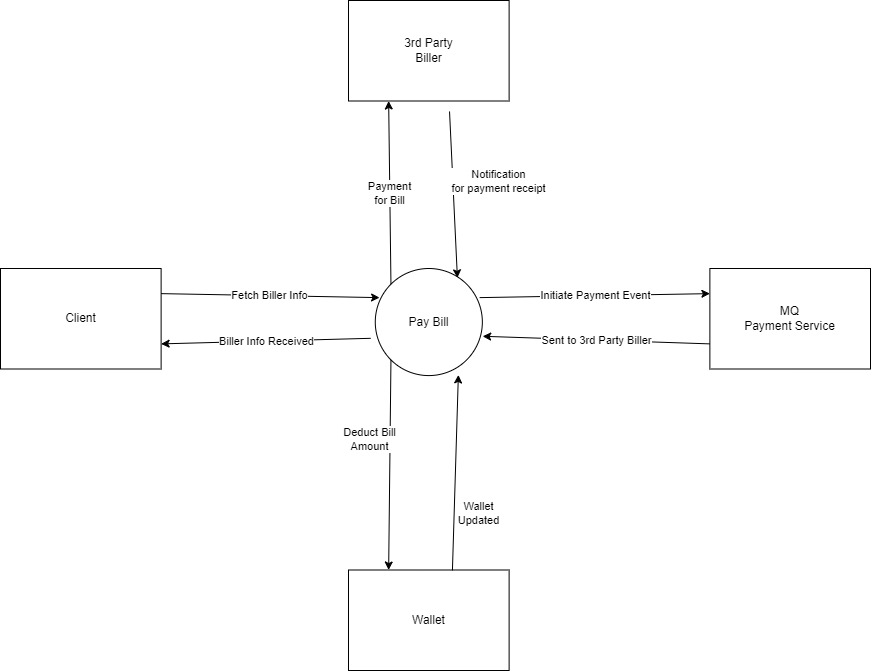 3rd Party
Biller
Payment
for Bill
Notification
for payment receipt
Client
Fetch Biller Info
Biller Info Received
Pay Bill
Initiate Payment Event
Sent to 3rd Party Biller
MQ
Payment Service
Deduct Bill
Amount
Wallet
Updated
Wallet